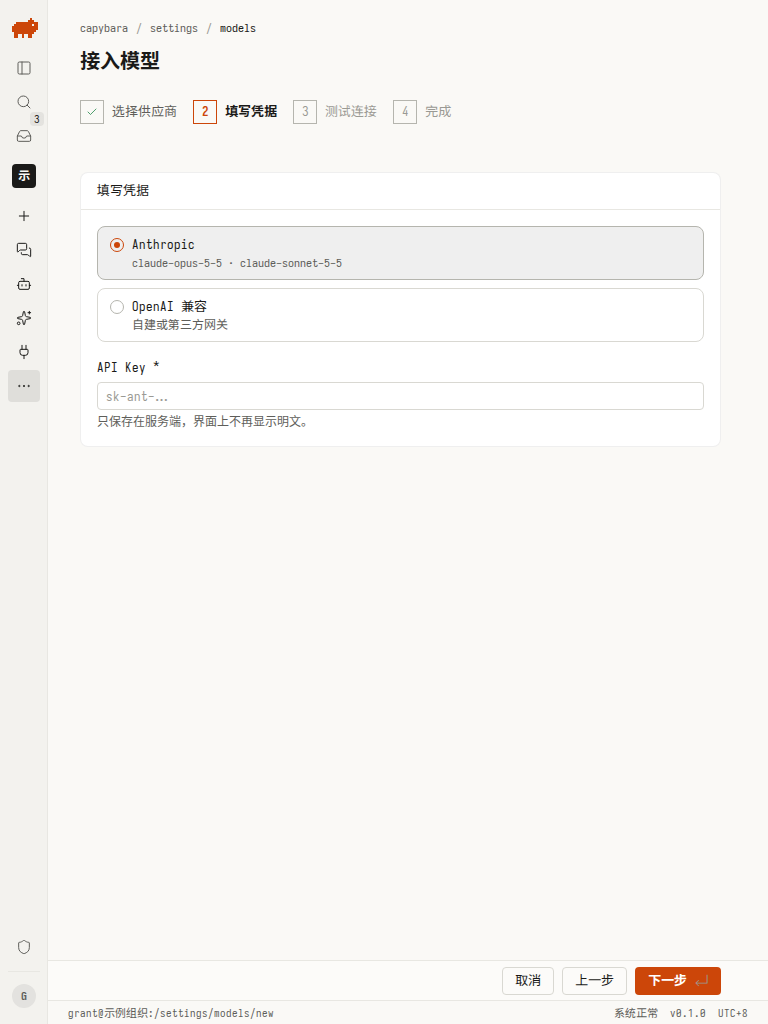 capybara / settings / models
接入模型
选择供应商 2 填写凭据 3 测试连接 4 完成
3
示
填写凭据
Anthropic
claude-opus-5-5 · claude-sonnet-5-5
OpenAI 兼容
自建或第三方网关
API Key *
sk-ant-...
只保存在服务端，界面上不再显示明文。
取消 上一步 下一步
G
grant@示例组织:/settings/models/new 系统正常 v0.1.0 UTC+8